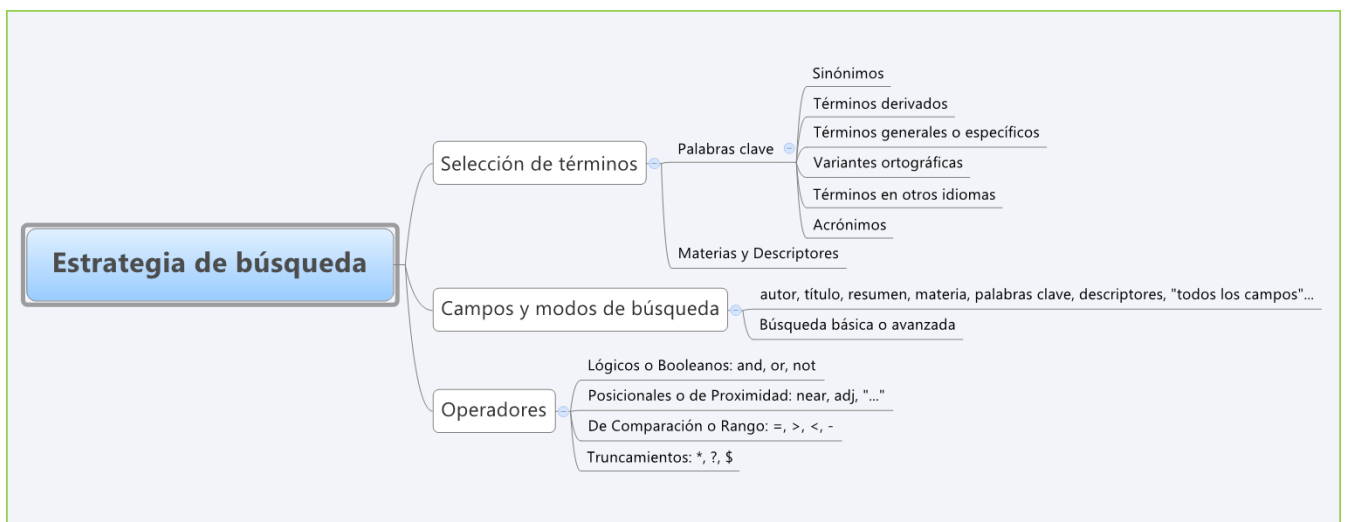 Estrategia de búsqueda
Selección de términos
Palabras clave
Sinónimos
Términos derivados
Términos generales o específicos
Variantes ortográficas
Términos en otros idiomas
Acrónimos
Materias y Descriptores
Campos y modos de búsqueda
autor, título, resumen, materia, palabras clave, descriptores, "todos los campos"...
Búsqueda básica o avanzada
Operadores
Lógicos o Booleanos: and, or, not
Posicionales o de Proximidad: near, adj, "..."
De Comparación o Rango: =, >, <, -
Truncamientos: *, ?, $